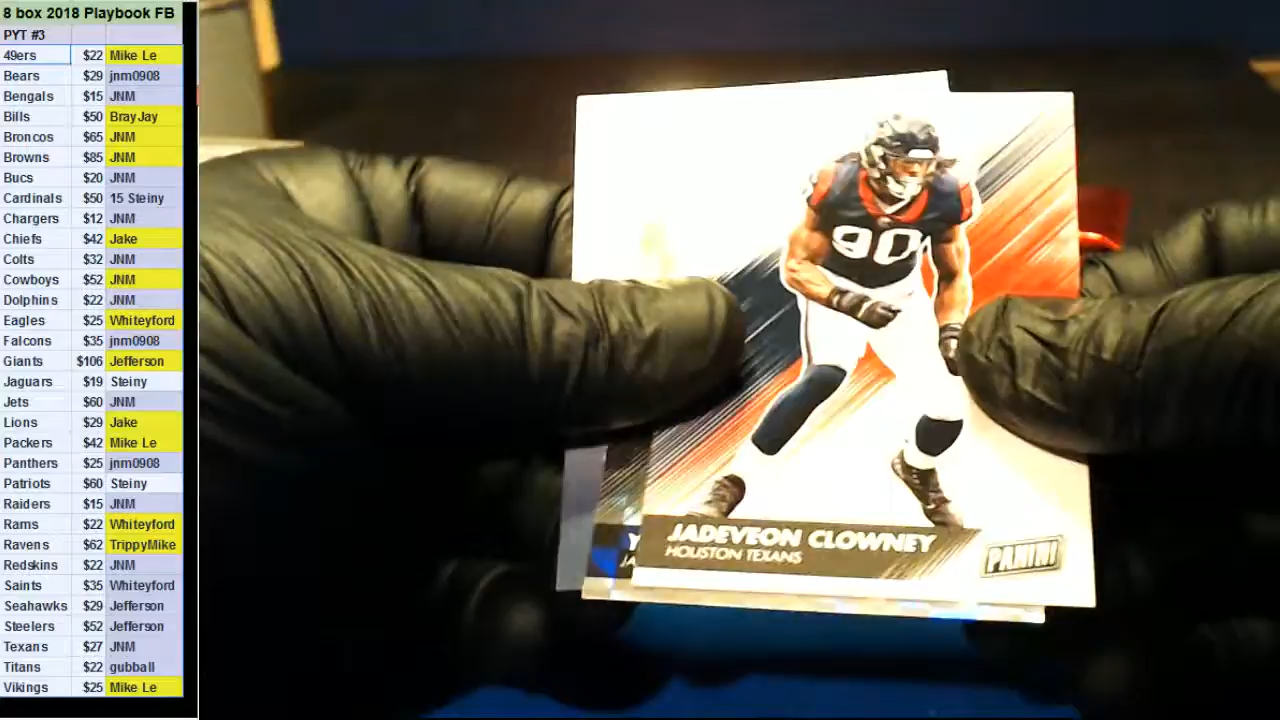 8 box 2018 Playbook FB
PYT #3
49ers $22 Mike Le
Bears $29 jnm0908
Bengals $15 JNM
Bills $50 BrayJay
Broncos $65 JNM
Browns $85 JNM
Bucs $20 JNM
Cardinals $50 15 Steiny
Chargers $12 JNM
Chiefs $42 Jake
Colts $32 JNM
Cowboys $52 JNM
Dolphins $22 JNM
Eagles $25 Whiteyford
Falcons $35 jnm0908
Giants $106 Jefferson
Jaguars $19 Steiny
Jets $60 JNM
Lions $29 Jake
Packers $42 Mike Le
Panthers $25 jnm0908
Patriots $60 Steiny
Raiders $15 JNM
Rams $22 Whiteyford
Ravens $62 TrippyMike
Redskins $22 JNM
Saints $35 Whiteyford
Seahawks $29 Jefferson
Steelers $52 Jefferson
Texans $27 JNM
Titans $22 gubball
Vikings $25 Mike Le
90
JADEVEON CLOWNEY
HOUSTON TEXANS
PANINI